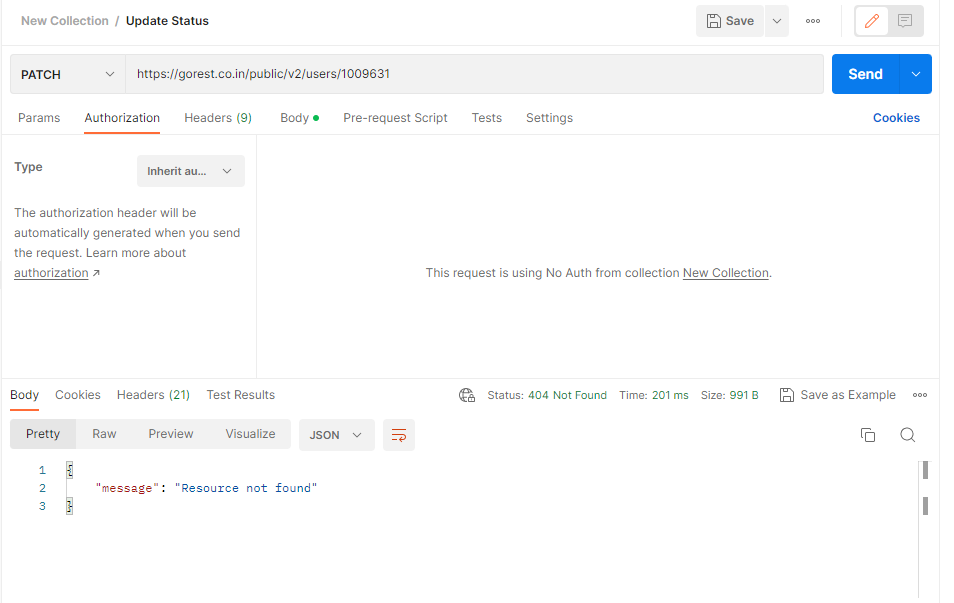 New Collection / Update Status
Save
PATCH
https://gorest.co.in/public/v2/users/1009631
Send
Params Authorization Headers (9) Body Pre-request Script Tests Settings Cookies
Type
Inherit au...
The authorization header will be
automatically generated when you send
the request. Learn more about
authorization ↗
This request is using No Auth from collection New Collection.
Body Cookies Headers (21) Test Results Status: 404 Not Found Time: 201 ms Size: 991 B Save as Example
Pretty Raw Preview Visualize JSON
1 {
2 "message": "Resource not found"
3 }